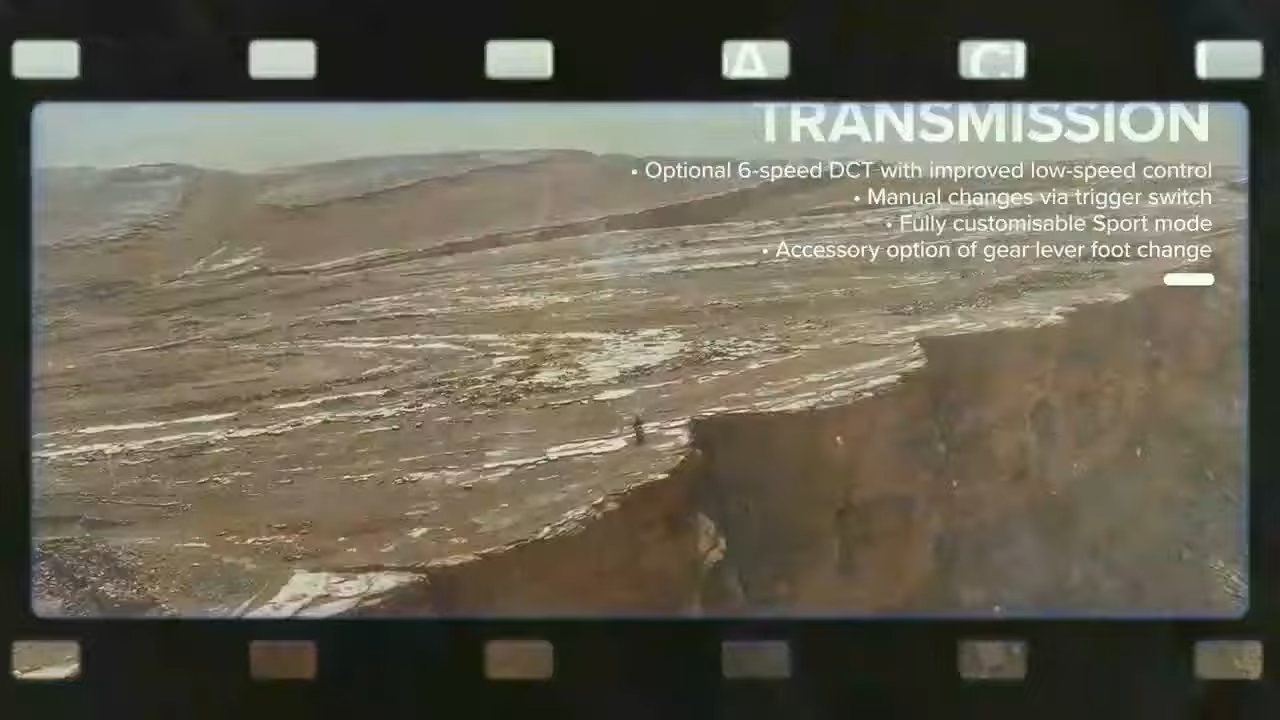 TRANSMISSION
• Optional 6-speed DCT with improved low-speed control
• Manual changes via trigger switch
• Fully customisable Sport mode
• Accessory option of gear lever foot change